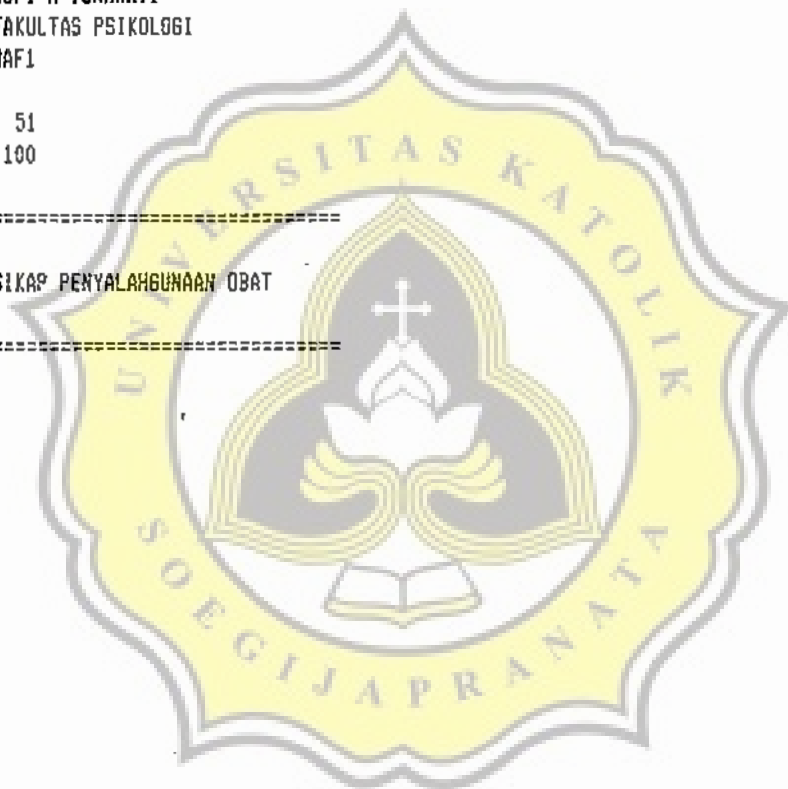 FAKULTAS PSIKOLOGI
51
100
===================================
SIKAP PENYALAHGUNAAN OBAT
===================================
UNIVERSITAS KATOLIK
SOEGIJAPRANATA